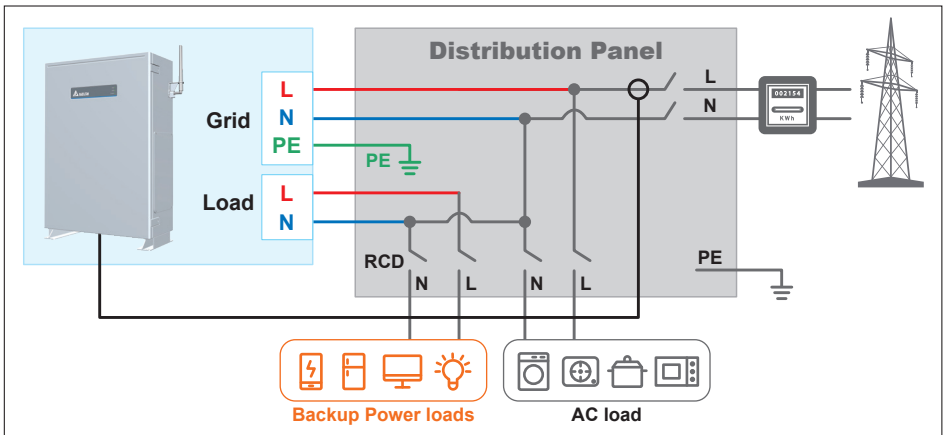 Distribution Panel
L
Grid
N
PE
PE
Load
L
N
L
N
002154
KWh
RCD
N
L
N
L
PE
Backup Power loads
AC load